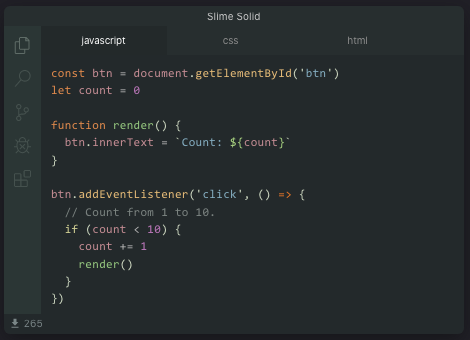 Slime Solid
javascript css html
const btn = document.getElementById('btn')
let count = 0
function render() {
  btn.innerText = `Count: ${count}`
}
btn.addEventListener('click', () => {
  // Count from 1 to 10.
  if (count < 10) {
    count += 1
    render()
  }
})
265